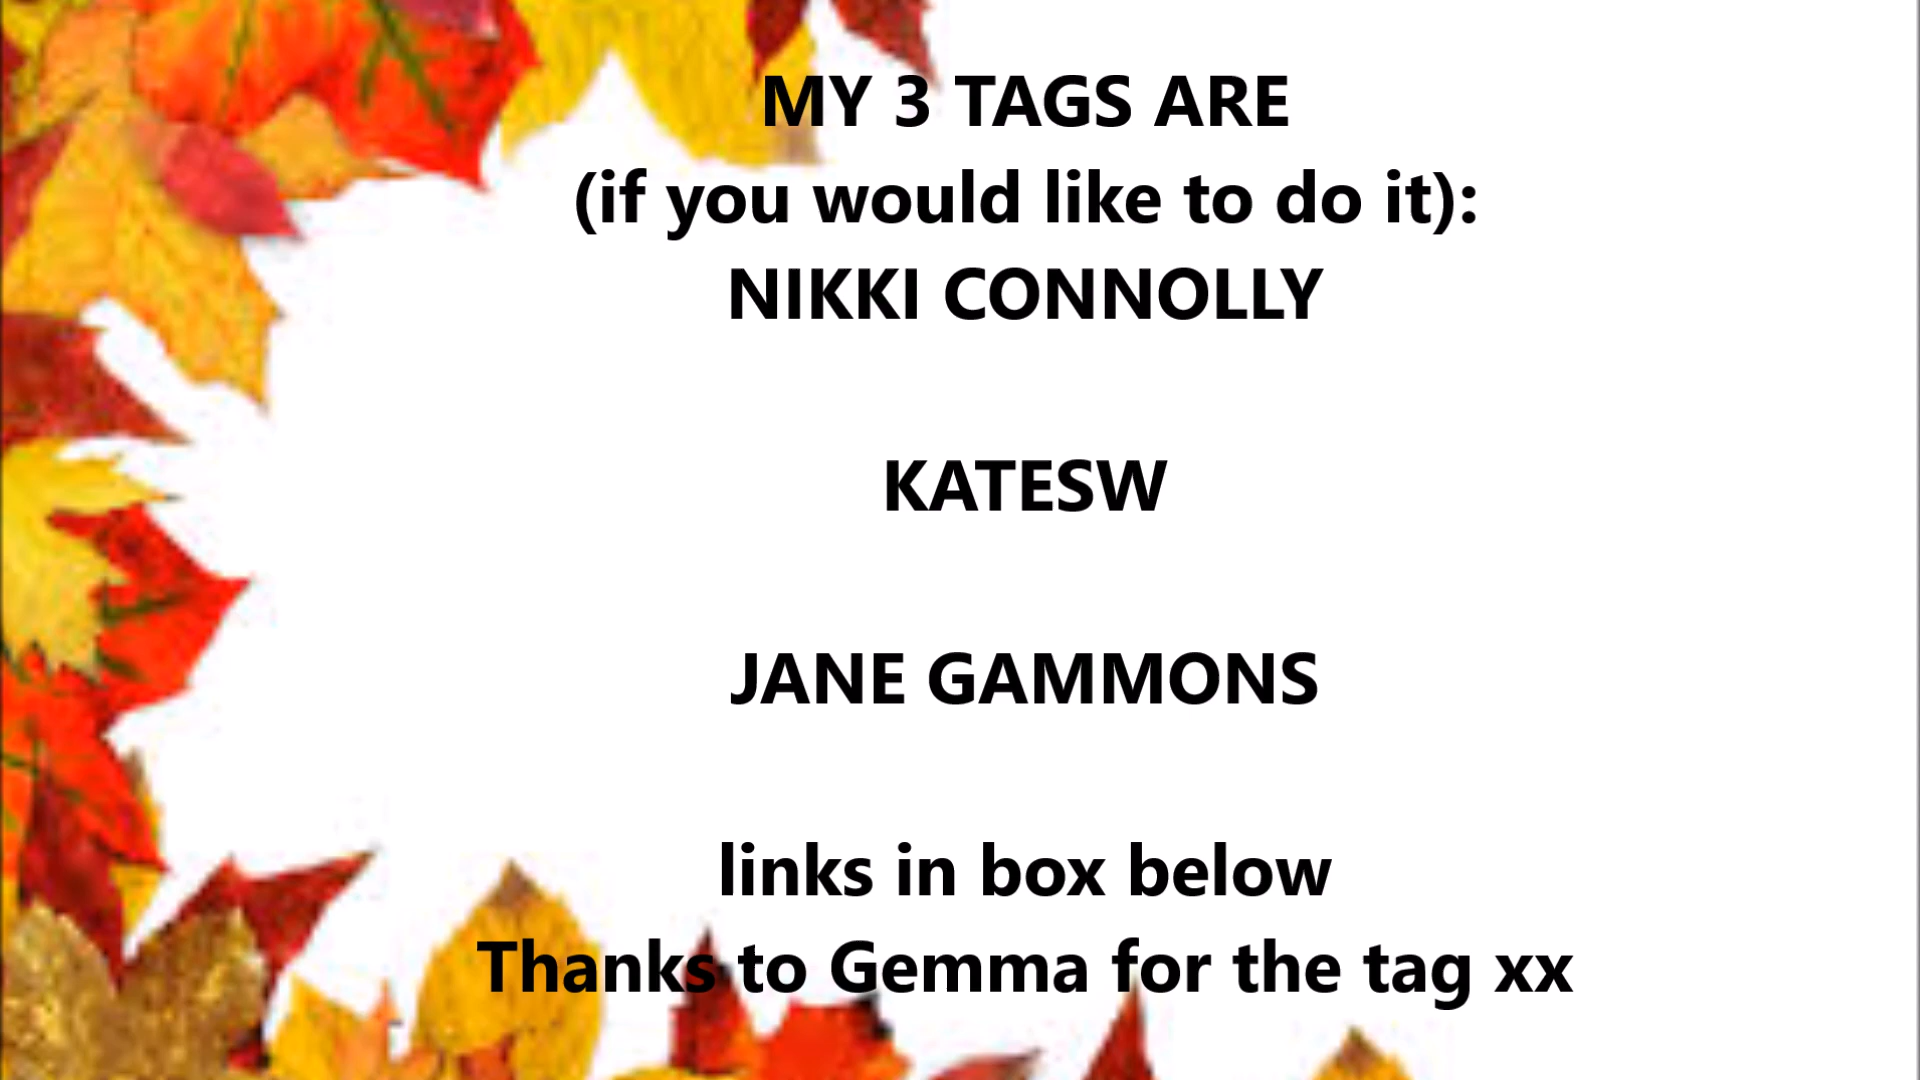 MY 3 TAGS ARE
(if you would like to do it):
NIKKI CONNOLLY
KATESW
JANE GAMMONS
links in box below
Thanks to Gemma for the tag xx